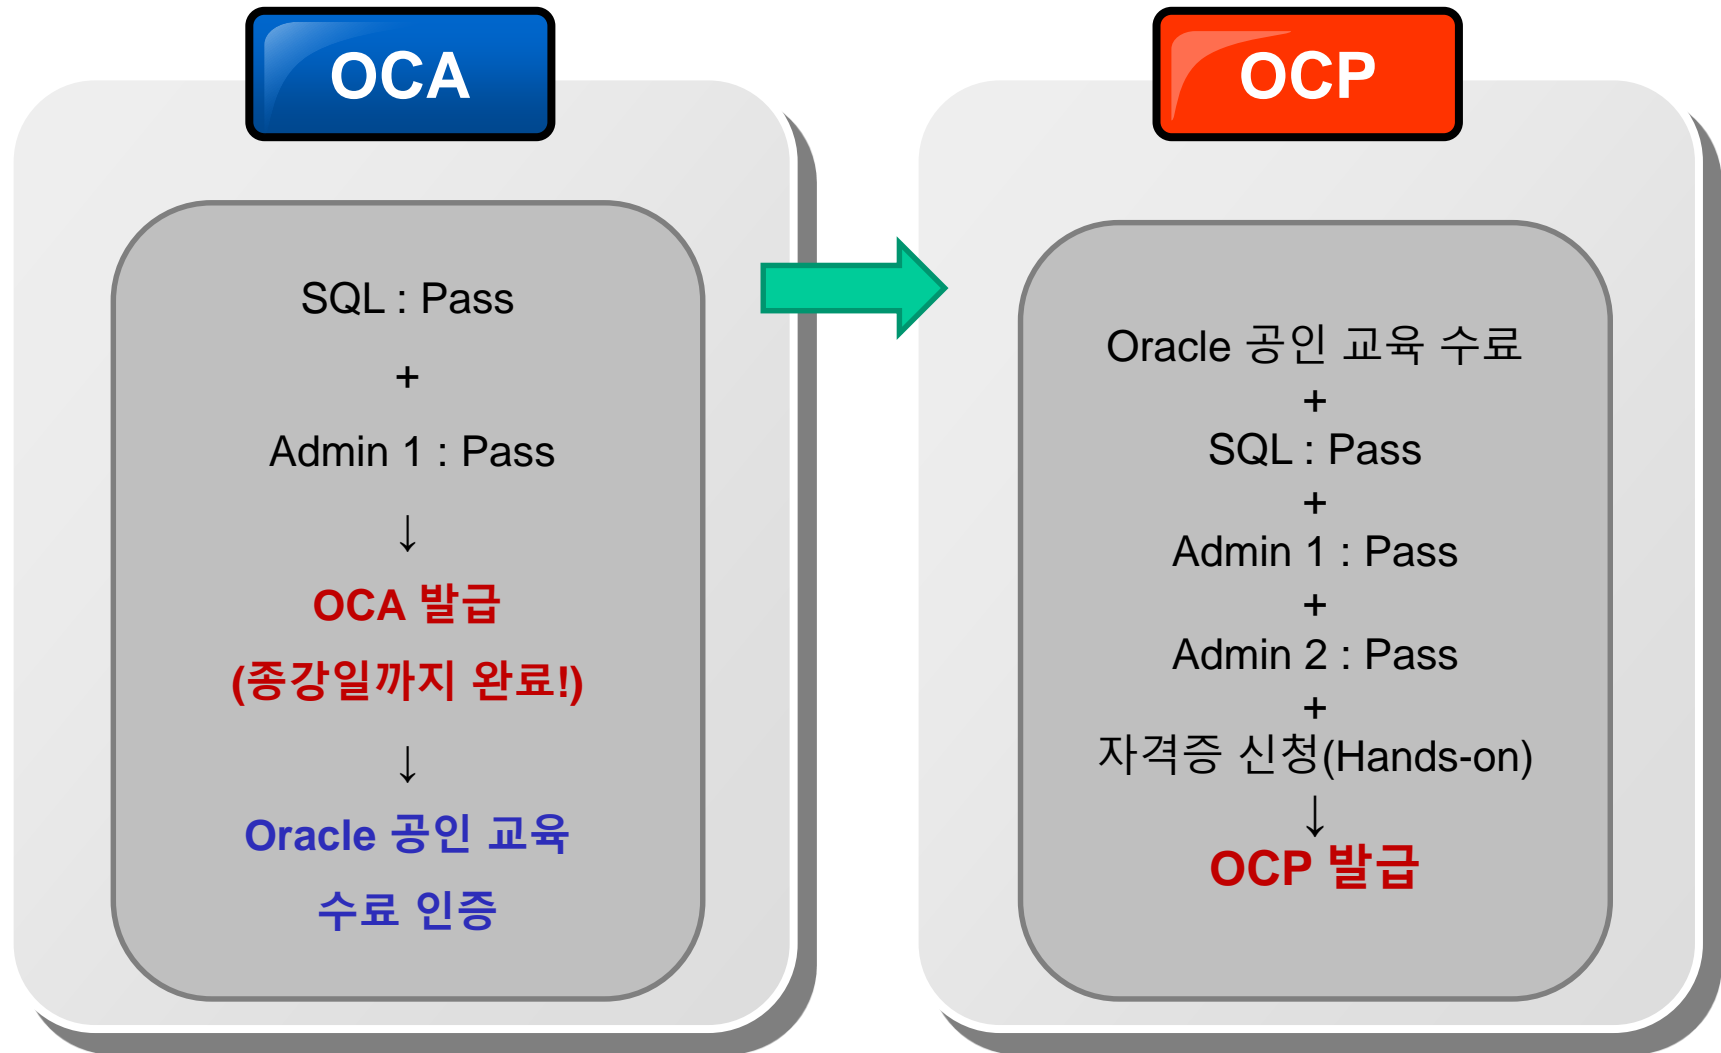 OCA
SQL : Pass
+
Admin 1 : Pass
↓
OCA 발급
(종강일까지 완료!)
↓
Oracle 공인 교육
수료 인증
OCP
Oracle 공인 교육 수료
+
SQL : Pass
+
Admin 1 : Pass
+
Admin 2 : Pass
+
자격증 신청(Hands-on)
↓
OCP 발급